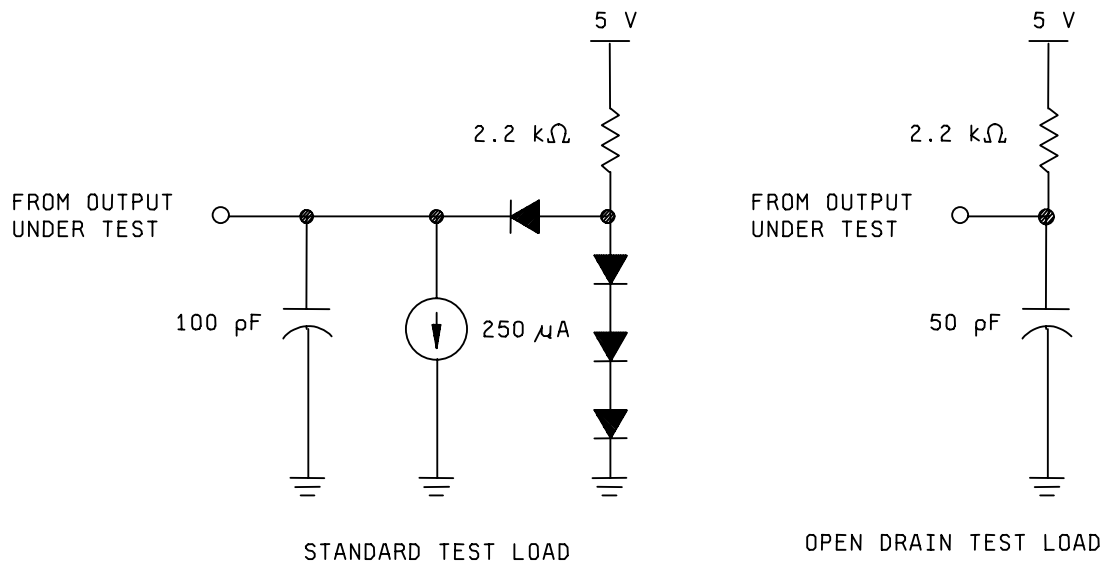 5 V
2.2 kΩ
FROM OUTPUT
UNDER TEST
100 pF
250 μA
STANDARD TEST LOAD
5 V
2.2 kΩ
FROM OUTPUT
UNDER TEST
50 pF
OPEN DRAIN TEST LOAD